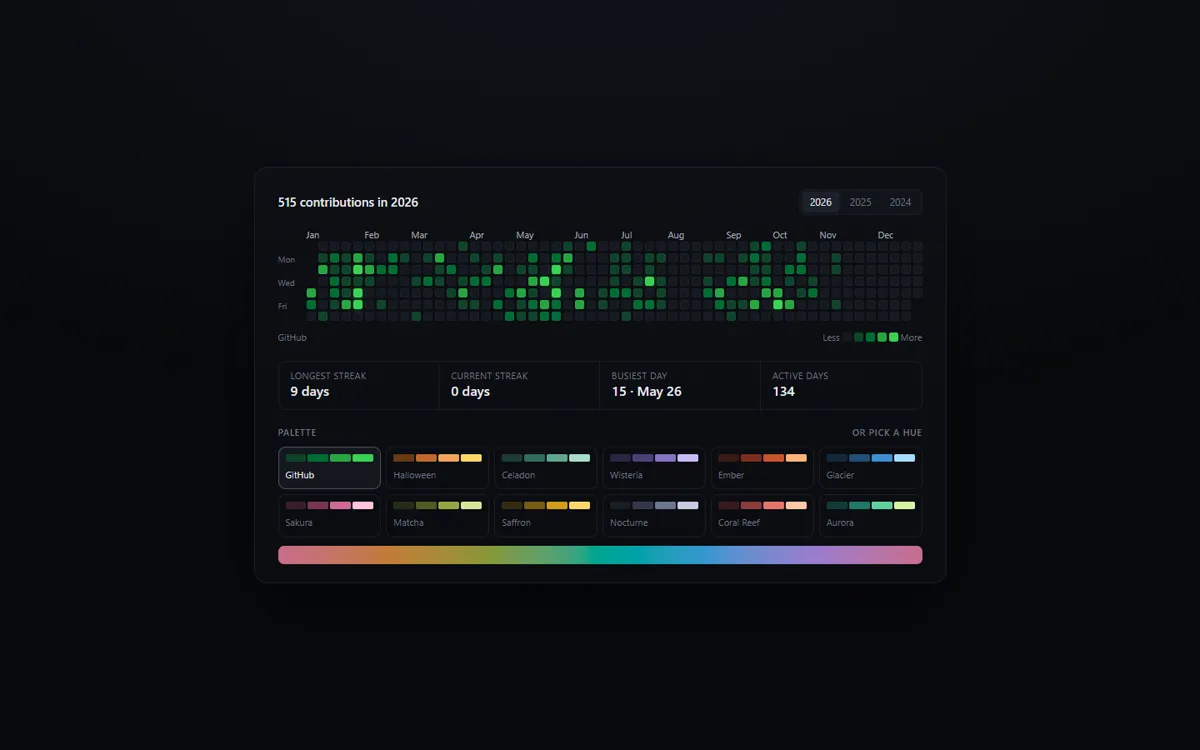 515 contributions in 2026
2026 2025 2024
Jan Feb Mar Apr May Jun Jul Aug Sep Oct Nov Dec
Mon
Wed
Fri
GitHub
Less More
LONGEST STREAK
9 days
CURRENT STREAK
0 days
BUSIEST DAY
15 · May 26
ACTIVE DAYS
134
PALETTE
OR PICK A HUE
GitHub Halloween Celadon Wisteria Ember Glacier
Sakura Matcha Saffron Nocturne Coral Reef Aurora